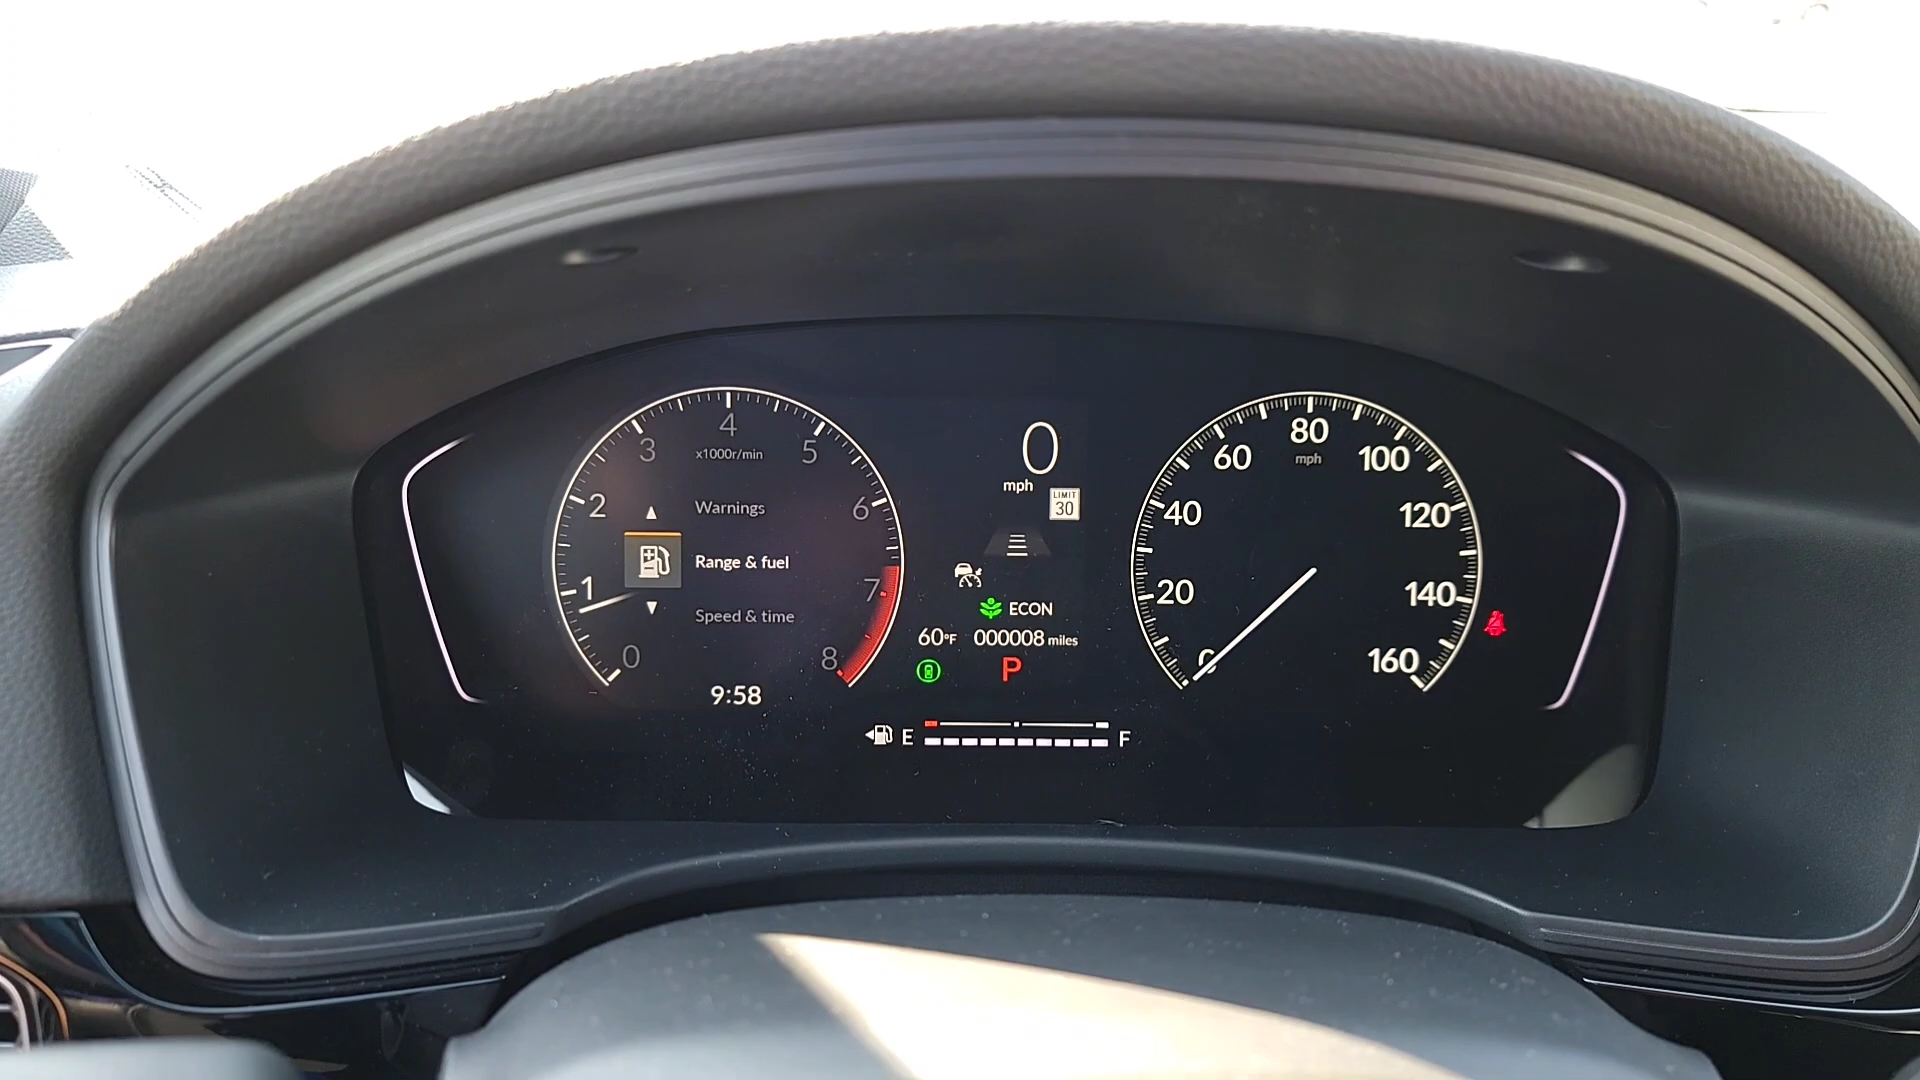 4
3
5
x1000r/min
2
6
Warnings
Range & fuel
Speed & time
1
7
0
8
9:58
0
mph
LIMIT
30
ECON
60°F
000008 miles
P
E
F
80
mph
60
100
40
120
20
140
0
160